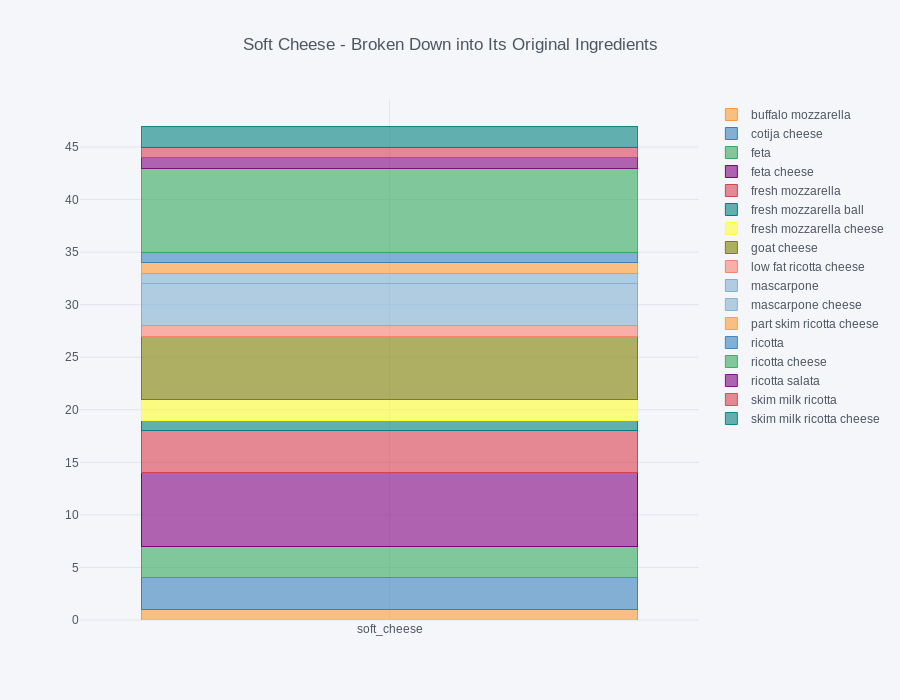 Soft Cheese - Broken Down into Its Original Ingredients
45
40
35
30
25
20
15
10
5
0
soft_cheese
buffalo mozzarella
cotija cheese
feta
feta cheese
fresh mozzarella
fresh mozzarella ball
fresh mozzarella cheese
goat cheese
low fat ricotta cheese
mascarpone
mascarpone cheese
part skim ricotta cheese
ricotta
ricotta cheese
ricotta salata
skim milk ricotta
skim milk ricotta cheese